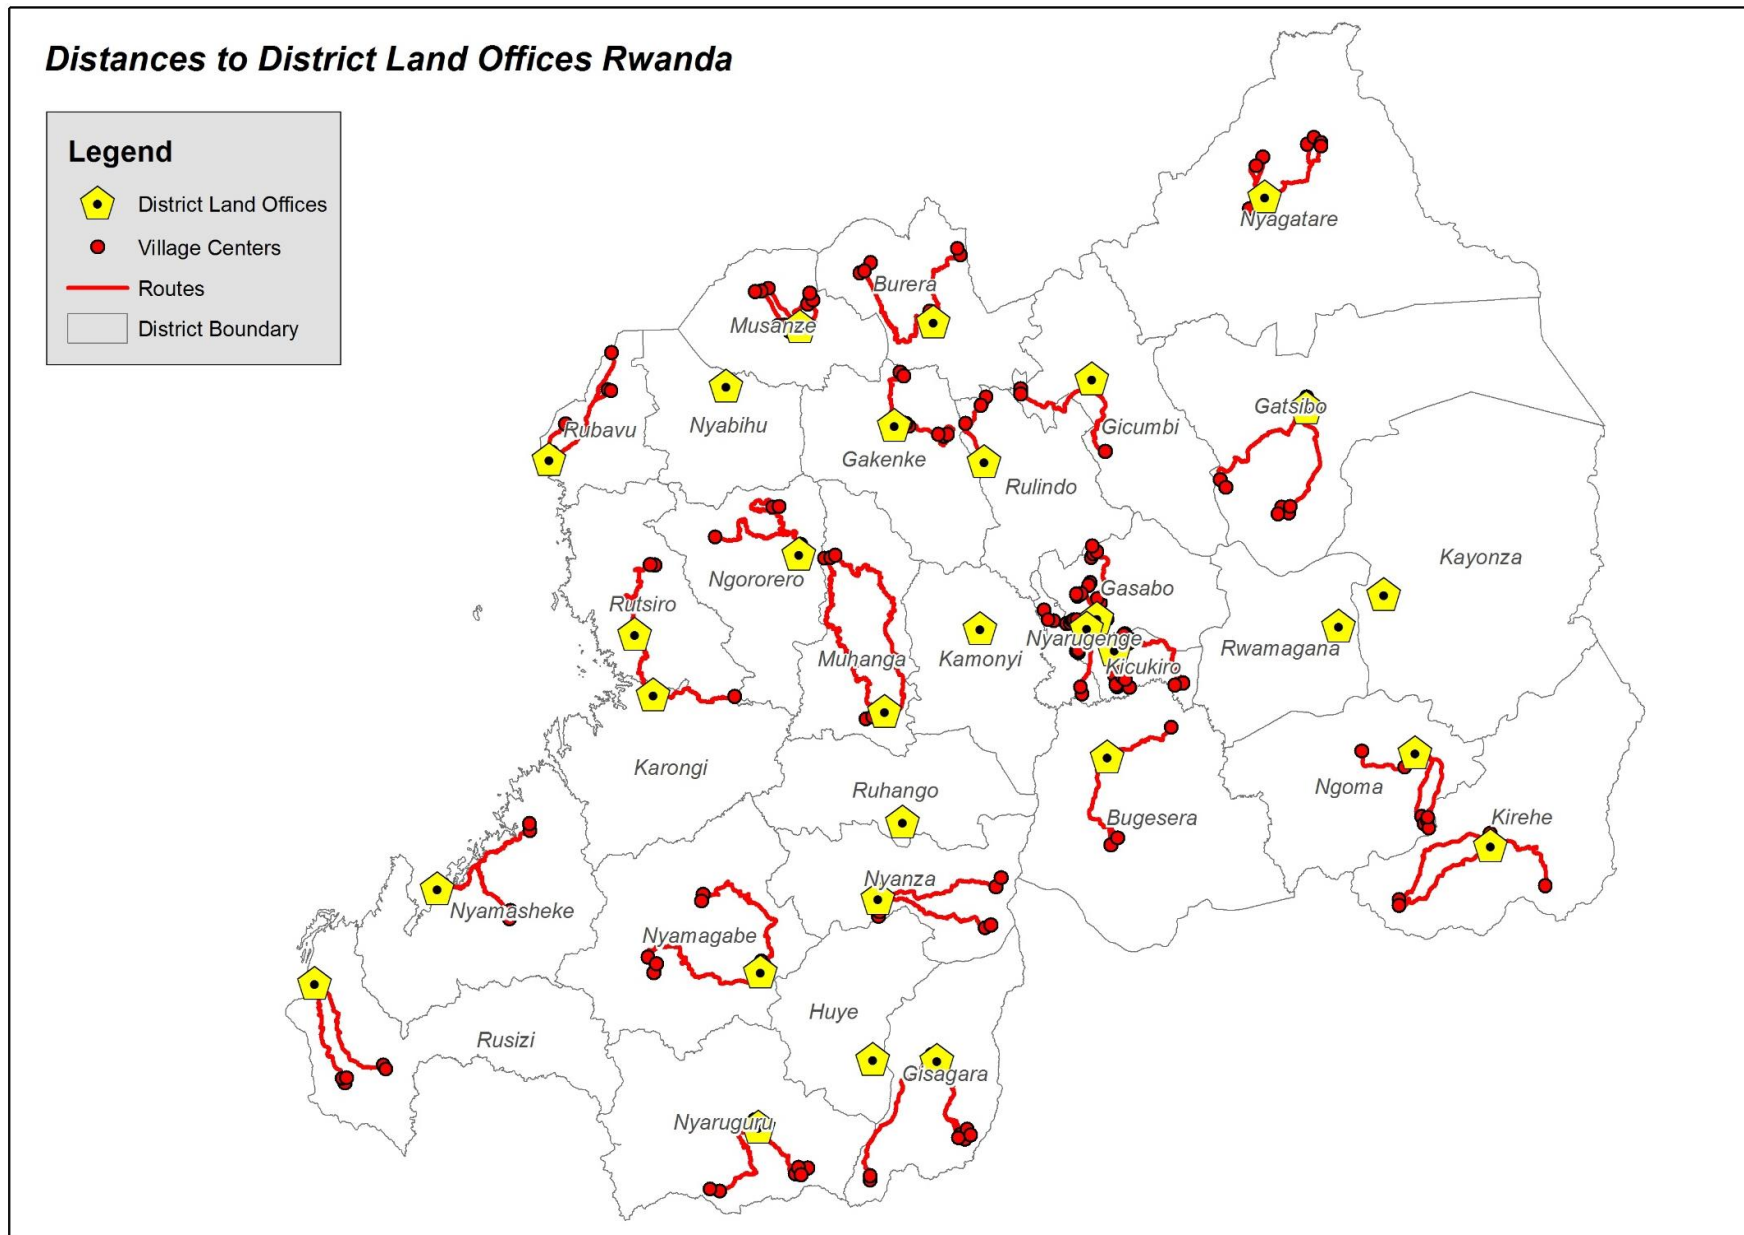 Distances to District Land Offices Rwanda
Legend
District Land Offices
Village Centers
Routes
District Boundary
Nyagatare
Burera
Musanze
Gatsibo
Rubavu
Nyabihu
Gicumbi
Gakenke
Rulindo
Kayonza
Ngororero
Gasabo
Rutsiro
Nyarugenge
Rwamagana
Muhanga
Kamonyi
Kicukiro
Karongi
Ngoma
Ruhango
Bugesera
Kirehe
Nyanza
Nyamasheke
Nyamagabe
Huye
Rusizi
Gisagara
Nyaruguru